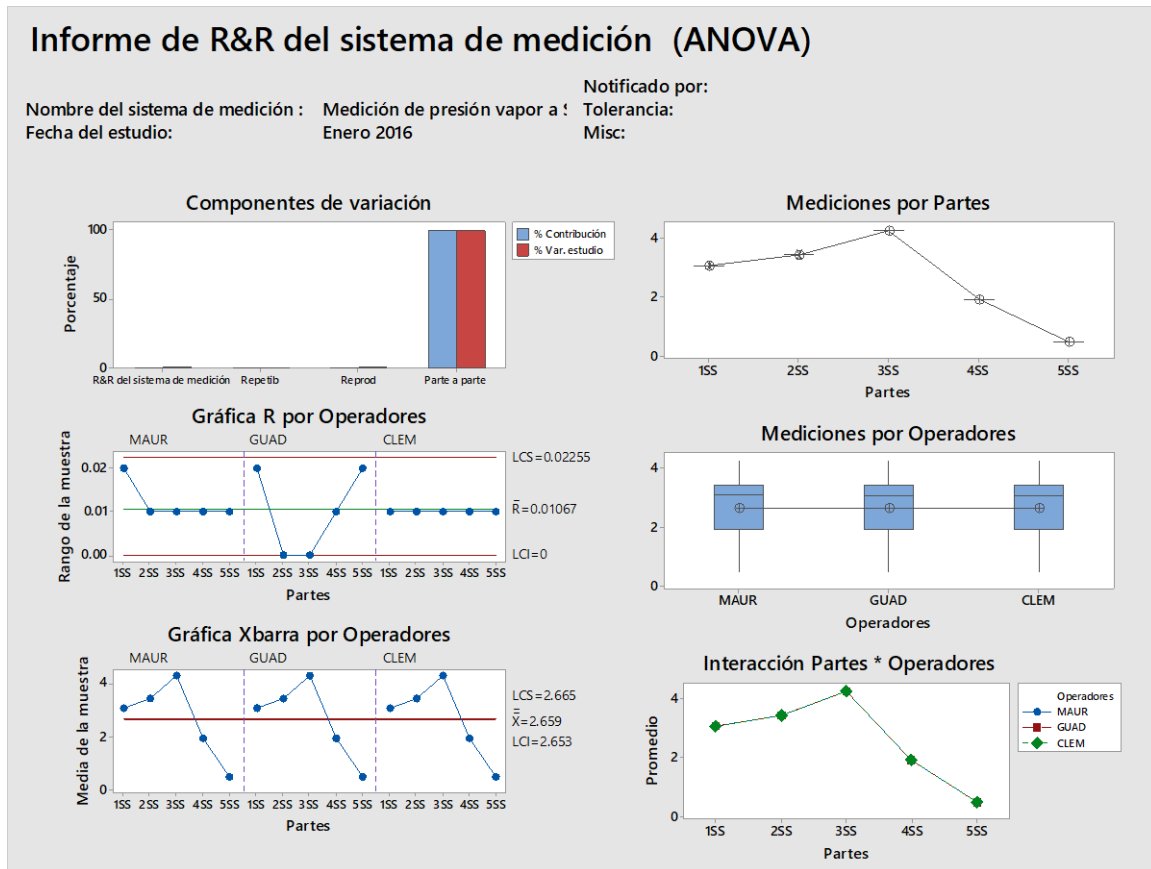 Informe de R&R del sistema de medición (ANOVA)
Notificado por:
Nombre del sistema de medición : Medición de presión vapor a Tolerancia:
Fecha del estudio: Enero 2016 Misc:
Componentes de variación
100
50
0
Porcentaje
R&R del sistema de medición Repetib Reprod Parte a parte
% Contribución
% Var. estudio
Mediciones por Partes
4
2
0
1SS 2SS 3SS 4SS 5SS
Partes
Gráfica R por Operadores
MAUR GUAD CLEM
0.02
0.01
0.00
Rango de la muestra
LCS=0.02255
R=0.01067
LCI=0
1SS 2SS 3SS 4SS 5SS 1SS 2SS 3SS 4SS 5SS 1SS 2SS 3SS 4SS 5SS
Partes
Mediciones por Operadores
4
2
0
MAUR GUAD CLEM
Operadores
Gráfica Xbarra por Operadores
MAUR GUAD CLEM
4
2
0
Media de la muestra
LCS=2.665
X=2.659
LCI=2.653
1SS 2SS 3SS 4SS 5SS 1SS 2SS 3SS 4SS 5SS 1SS 2SS 3SS 4SS 5SS
Partes
Interacción Partes * Operadores
4
2
0
Promedio
1SS 2SS 3SS 4SS 5SS
Partes
Operadores
MAUR
GUAD
CLEM